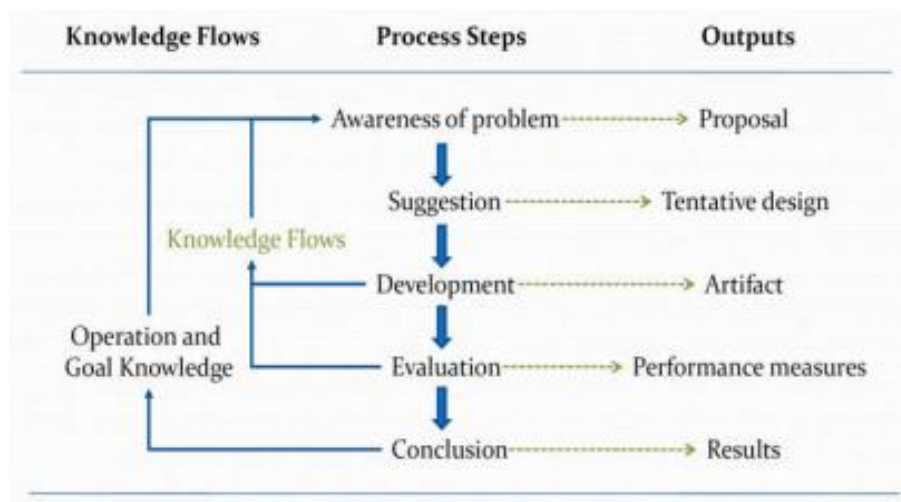 Knowledge Flows Process Steps Outputs
Awareness of problem Proposal
Suggestion Tentative design
Knowledge Flows
Development Artifact
Operation and
Goal Knowledge
Evaluation Performance measures
Conclusion Results